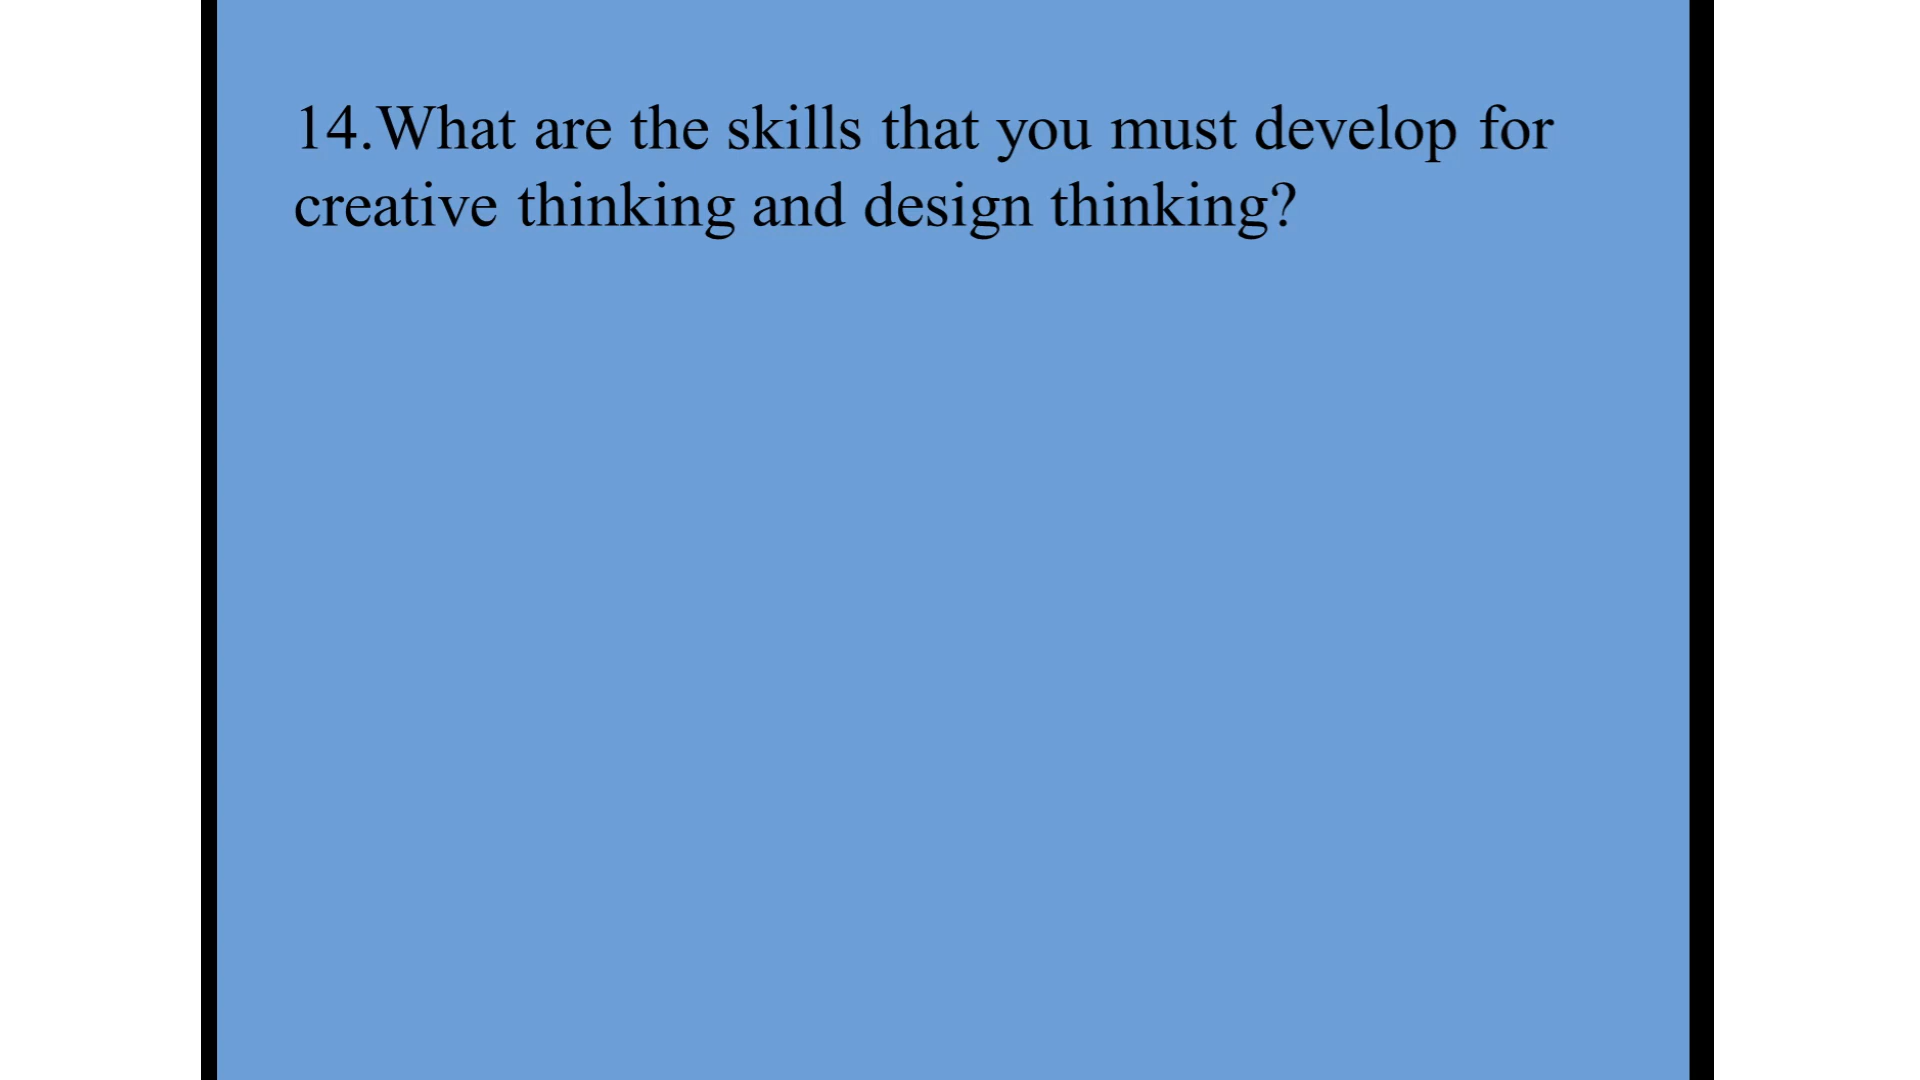 14.What are the skills that you must develop for
creative thinking and design thinking?